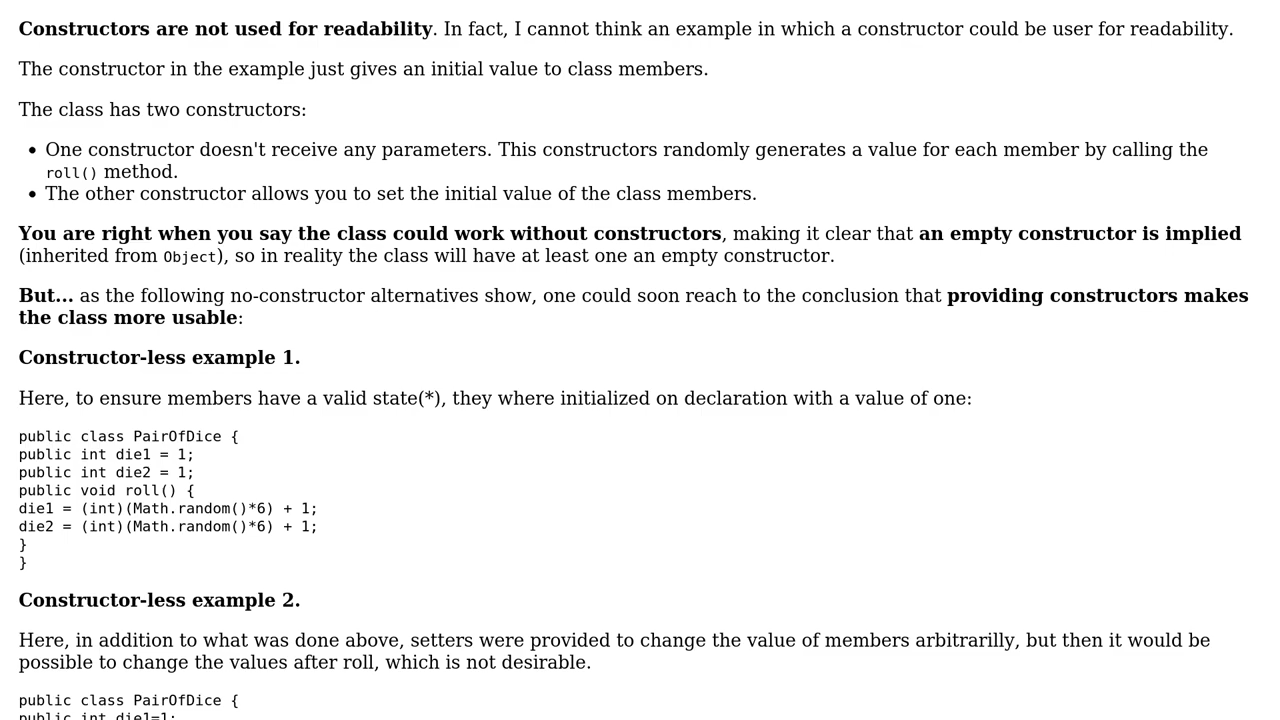 Constructors are not used for readability. In fact, I cannot think an example in which a constructor could be user for readability.
The constructor in the example just gives an initial value to class members.
The class has two constructors:
• One constructor doesn't receive any parameters. This constructors randomly generates a value for each member by calling the
roll() method.
• The other constructor allows you to set the initial value of the class members.
You are right when you say the class could work without constructors, making it clear that an empty constructor is implied
(inherited from Object), so in reality the class will have at least one an empty constructor.
But... as the following no-constructor alternatives show, one could soon reach to the conclusion that providing constructors makes
the class more usable:
Constructor-less example 1.
Here, to ensure members have a valid state(*), they where initialized on declaration with a value of one:
public class PairOfDice {
public int die1 = 1;
public int die2 = 1;
public void roll() {
die1 = (int)(Math.random()*6) + 1;
die2 = (int)(Math.random()*6) + 1;
}
}
Constructor-less example 2.
Here, in addition to what was done above, setters were provided to change the value of members arbitrarilly, but then it would be
possible to change the values after roll, which is not desirable.
public class PairOfDice {
public int die1=1;